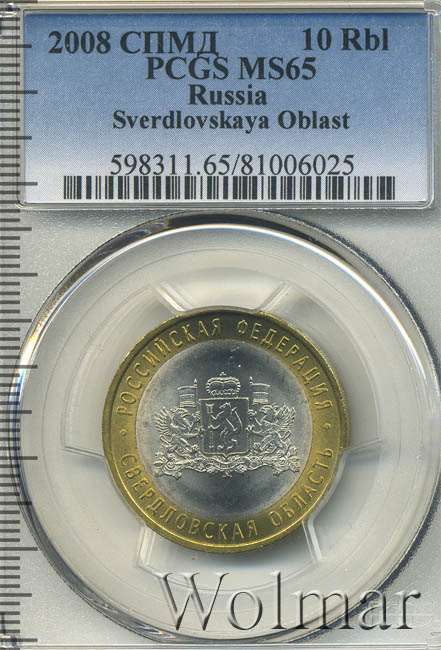 2008 СПМД 10 Rbl
PCGS MS65
Russia
Sverdlovskaya Oblast
598311.65/81006025
РОССИЙСКАЯ ФЕДЕРАЦИЯ
СВЕРДЛОВСКАЯ ОБЛАСТЬ
Wolmar